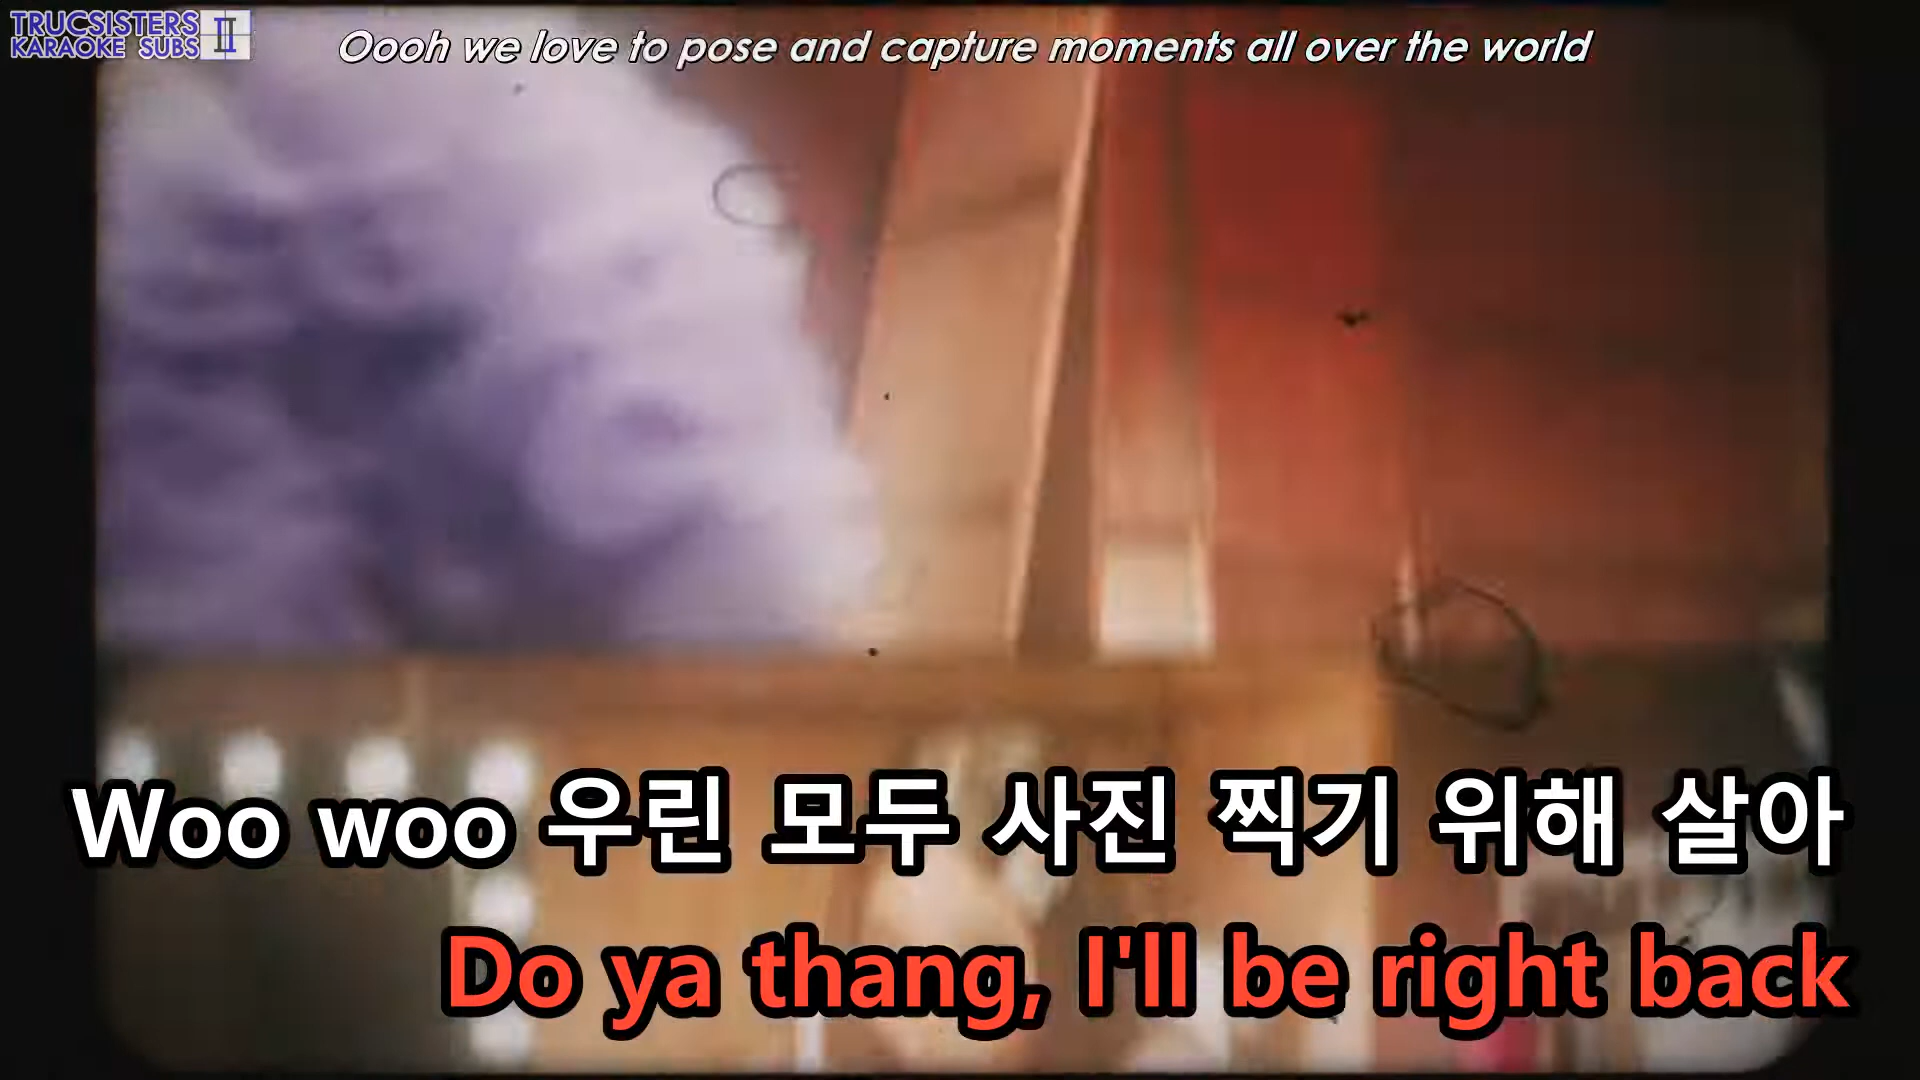 TRUCSISTERS
KARAOKE SUBS II
Oooh we love to pose and capture moments all over the world
Woo woo 우린 모두 사진 찍기 위해 살아
Do ya thang, I'll be right back